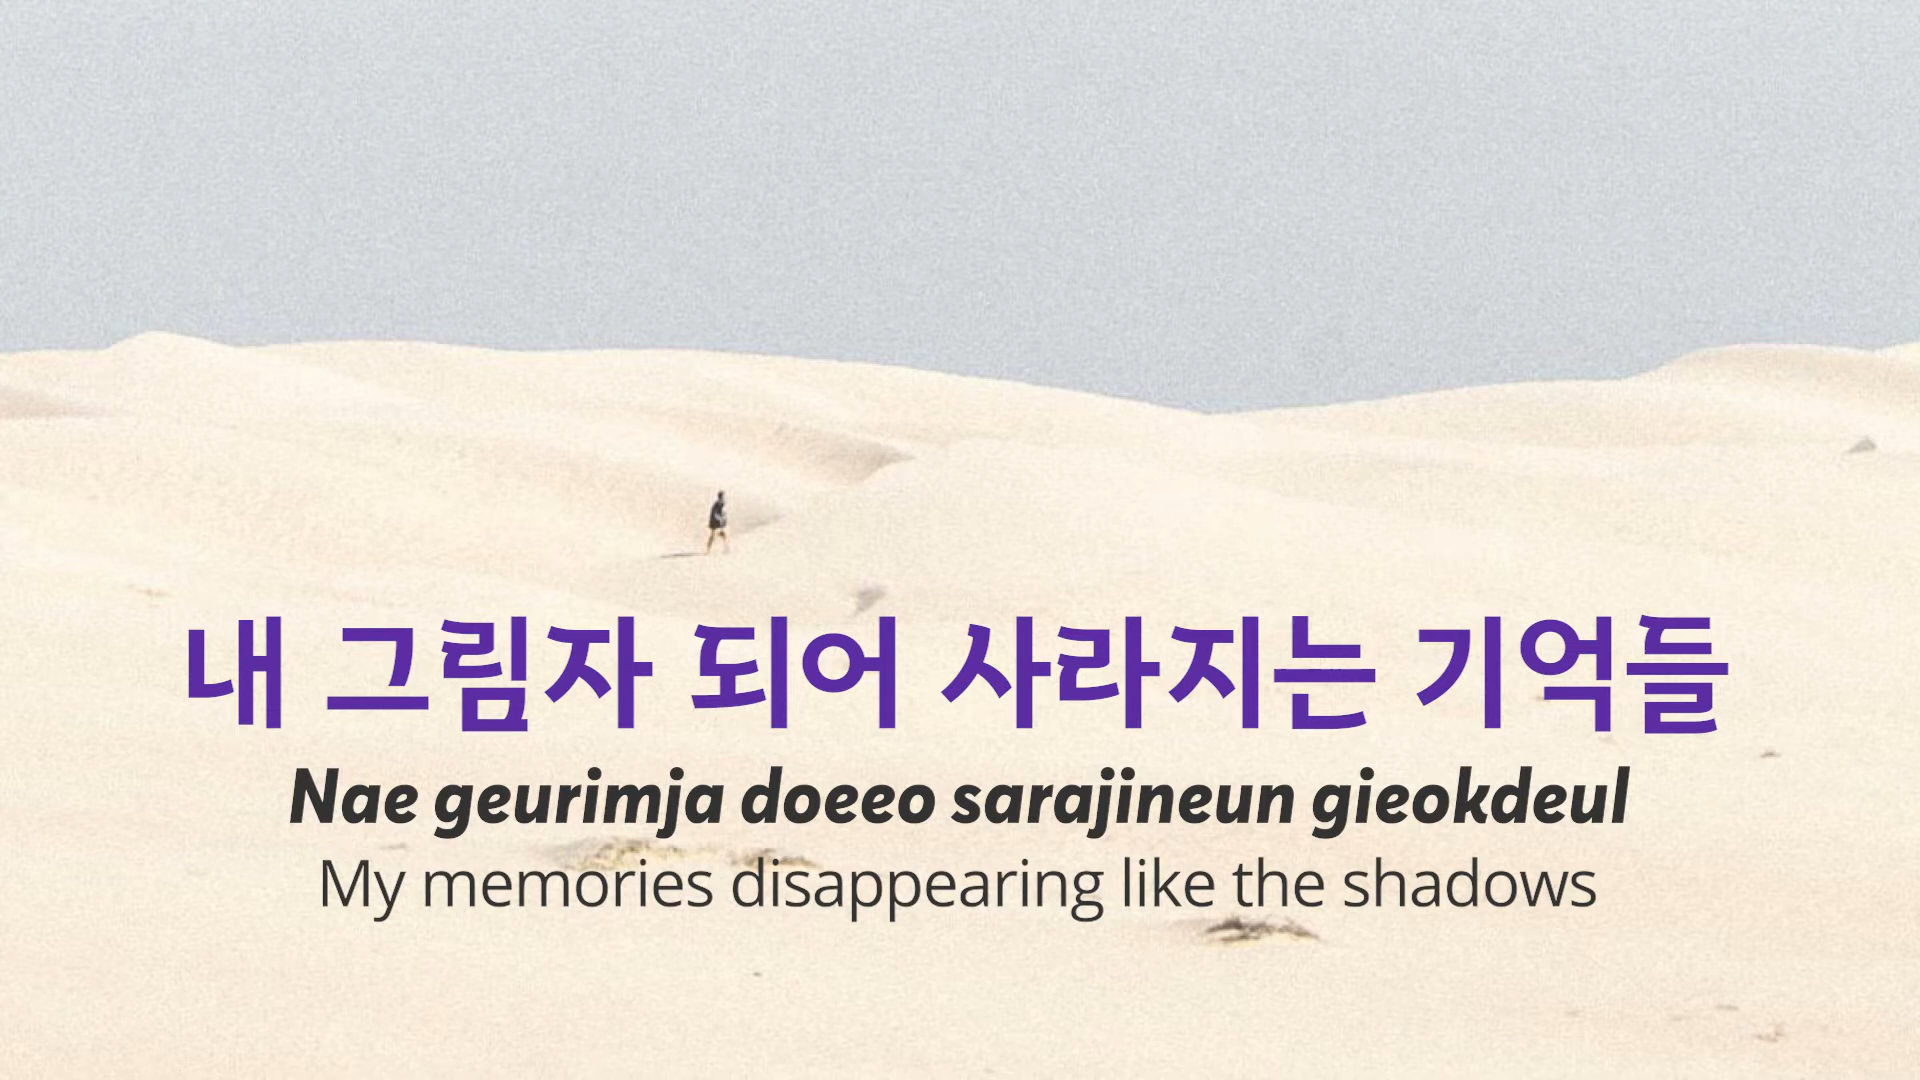 내 그림자 되어 사라지는 기억들
Nae geurimja doeeo sarajineun gieokdeul
My memories disappearing like the shadows